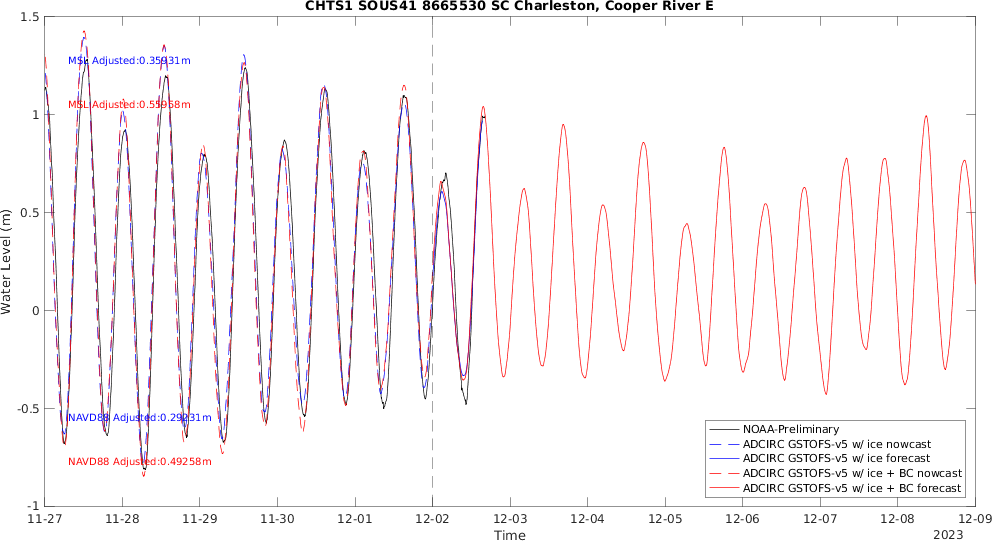 CHTS1 SOUS41 8665530 SC Charleston, Cooper River E
1.5
MSL Adjusted:0.35931m
MSL Adjusted:0.55958m
1
0.5
Water Level (m)
0
-0.5
NAVD88 Adjusted:0.29231m
NAVD88 Adjusted:0.49258m
-1
NOAA-Preliminary
ADCIRC GSTOFS-v5 w/ ice nowcast
ADCIRC GSTOFS-v5 w/ ice forecast
ADCIRC GSTOFS-v5 w/ ice + BC nowcast
ADCIRC GSTOFS-v5 w/ ice + BC forecast
11-27 11-28 11-29 11-30 12-01 12-02 12-03 12-04 12-05 12-06 12-07 12-08 12-09
Time
2023